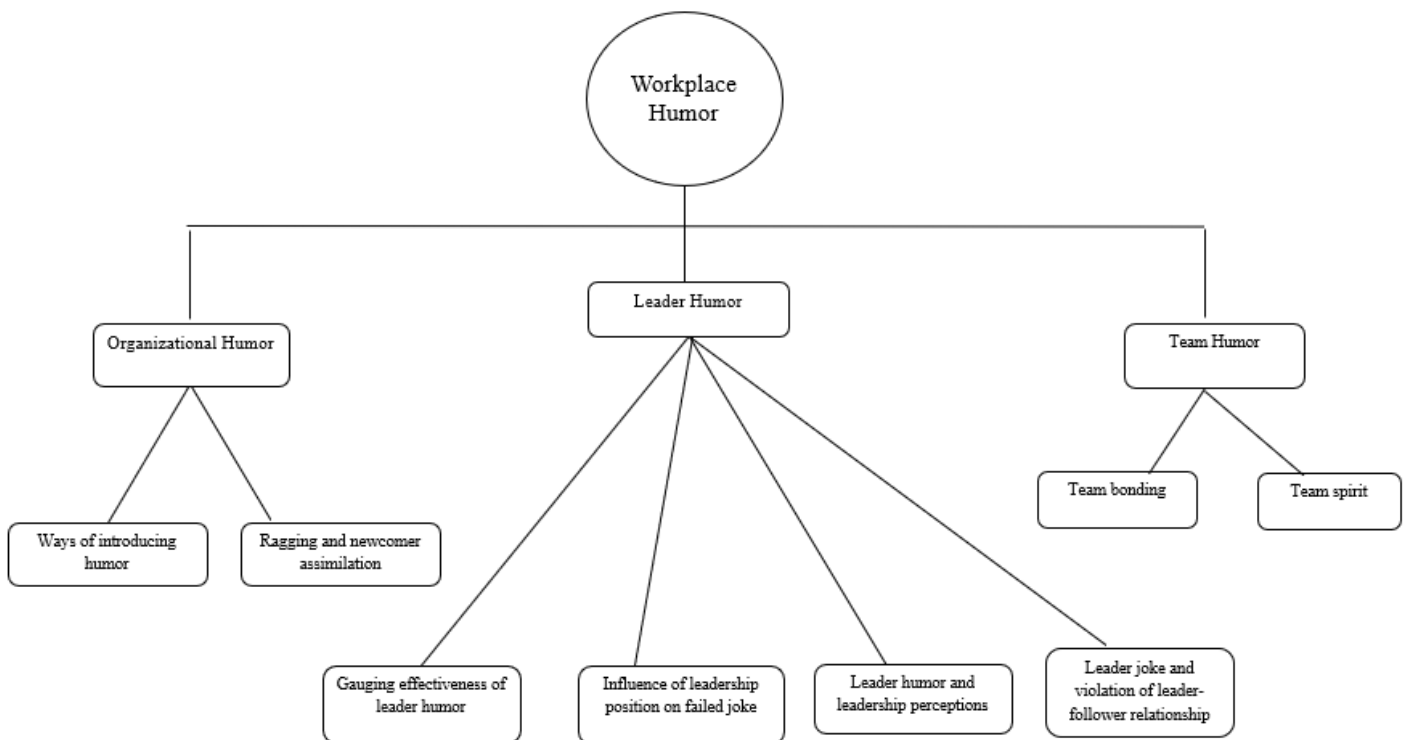 Workplace
Humor
Leader Humor
Organizational Humor
Team Humor
Team bonding
Team spirit
Ways of introducing
humor
Ragging and newcomer
assimilation
Gauging effectiveness of
leader humor
Influence of leadership
position on failed joke
Leader humor and
leadership perceptions
Leader joke and
violation of leader-
follower relationship